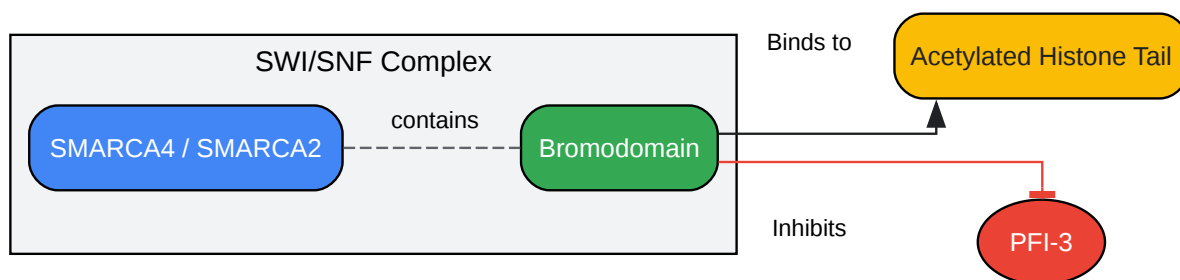 Binds to
Acetylated Histone Tail
SWI/SNF Complex
SMARCA4 / SMARCA2
contains
Bromodomain
Inhibits
PFI-3